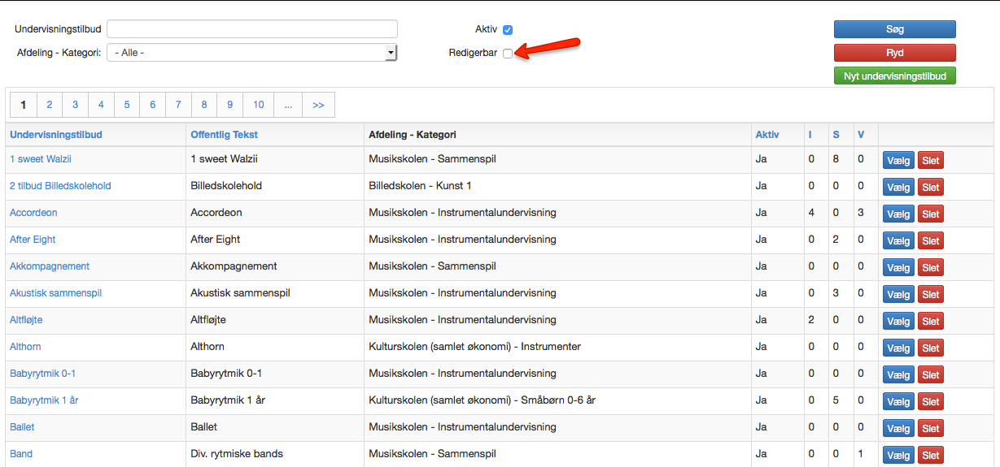 Undervisningstilbud Aktiv Søg
Afdeling - Kategori: - Alle - Redigerbar Ryd
Nyt undervisningstilbud
1 2 3 4 5 6 7 8 9 10 ... >>
Undervisningstilbud Offentlig Tekst Afdeling - Kategori Aktiv I S V
1 sweet Walzii 1 sweet Walzii Musikskolen - Sammenspil Ja 0 8 0 Vælg Slet
2 tilbud Billedskolehold Billedskolehold Billedskolen - Kunst 1 Ja 0 0 0 Vælg Slet
Accordeon Accordeon Musikskolen - Instrumentalundervisning Ja 4 0 3 Vælg Slet
After Eight After Eight Musikskolen - Instrumentalundervisning Ja 0 2 0 Vælg Slet
Akkompagnement Akkompagnement Musikskolen - Sammenspil Ja 0 0 0 Vælg Slet
Akustisk sammenspil Akustisk sammenspil Musikskolen - Instrumentalundervisning Ja 0 3 0 Vælg Slet
Altfløjte Altfløjte Musikskolen - Instrumentalundervisning Ja 2 0 0 Vælg Slet
Althorn Althorn Kulturskolen (samlet økonomi) - Instrumenter Ja 0 0 0 Vælg Slet
Babyrytmik 0-1 Babyrytmik 0-1 Musikskolen - Instrumentalundervisning Ja 0 0 0 Vælg Slet
Babyrytmik 1 år Babyrytmik 1 år Kulturskolen (samlet økonomi) - Småbørn 0-6 år Ja 0 5 0 Vælg Slet
Ballet Ballet Musikskolen - Instrumentalundervisning Ja 0 0 0 Vælg Slet
Band Div. rytmiske bands Musikskolen - Sammenspil Ja 0 0 1 Vælg Slet